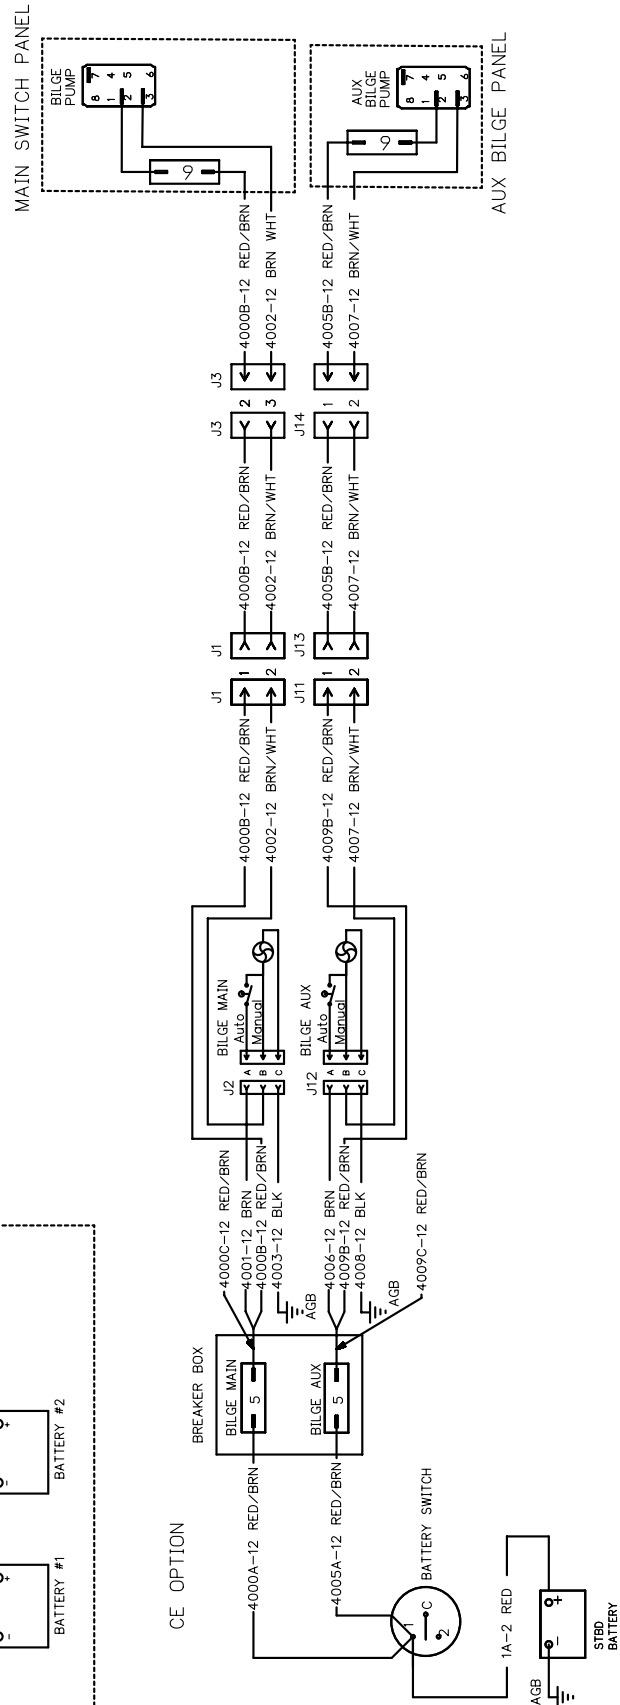 MAIN SWITCH PANEL
BILGE
PUMP
7 4 5 6
8 1 2 3
9
AUX BILGE PANEL
AUX
BILGE
PUMP
7 4 5 6
8 1 2 3
9
4000B-12 RED/BRN
4002-12 BRN WHT
4005B-12 RED/BRN
4007-12 BRN/WHT
J3
2
3
J3
1
2
J14
4000B-12 RED/BRN
4002-12 BRN/WHT
4005B-12 RED/BRN
4007-12 BRN/WHT
J1
J13
1
2
1
2
J1
J11
4000B-12 RED/BRN
4002-12 BRN/WHT
4009B-12 RED/BRN
4007-12 BRN/WHT
BILGE MAIN
Auto
Manual
J2
A
B
C
BILGE AUX
Auto
Manual
J12
A
B
C
4000C-12 RED/BRN
4001-12 BRN
4000B-12 RED/BRN
4003-12 BLK
AGB
4006-12 BRN
4009B-12 RED/BRN
4008-12 BLK
AGB
4009C-12 RED/BRN
BREAKER BOX
BILGE MAIN
5
BILGE AUX
5
4000A-12 RED/BRN
4005A-12 RED/BRN
BATTERY SWITCH
1
C
2
1A-2 RED
+
-
STBD
BATTERY
AGB
CE OPTION
BATTERY #2
+
-
BATTERY #1
+
-